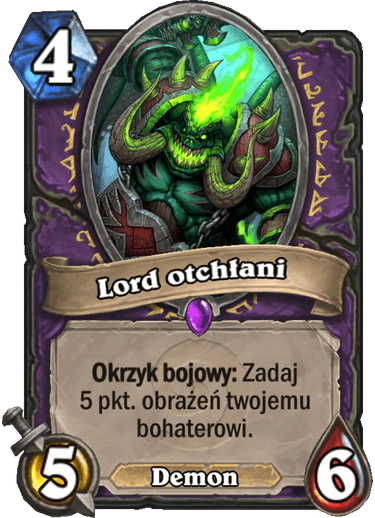 4
Lord otchłani
Okrzyk bojowy: Zadaj
5 pkt. obrażeń twojemu
bohaterowi.
5
Demon
6